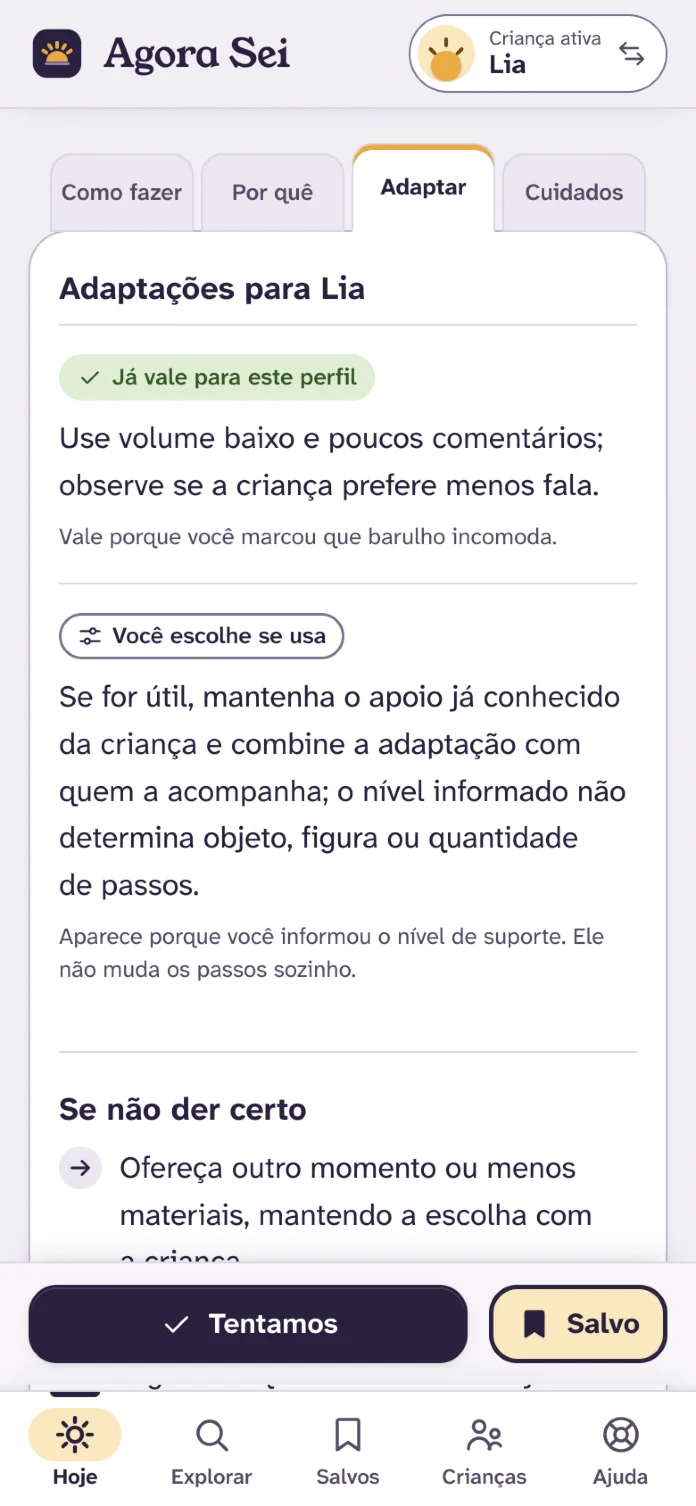 Agora Sei
Criança ativa
Lia
Como fazer
Por quê
Adaptar
Cuidados
Adaptações para Lia
Já vale para este perfil
Use volume baixo e poucos comentários;
observe se a criança prefere menos fala.
Vale porque você marcou que barulho incomoda.
Você escolhe se usa
Se for útil, mantenha o apoio já conhecido
da criança e combine a adaptação com
quem a acompanha; o nível informado não
determina objeto, figura ou quantidade
de passos.
Aparece porque você informou o nível de suporte. Ele
não muda os passos sozinho.
Se não der certo
Ofereça outro momento ou menos
materiais, mantendo a escolha com
a criança
Tentamos
Salvo
Hoje
Explorar
Salvos
Crianças
Ajuda